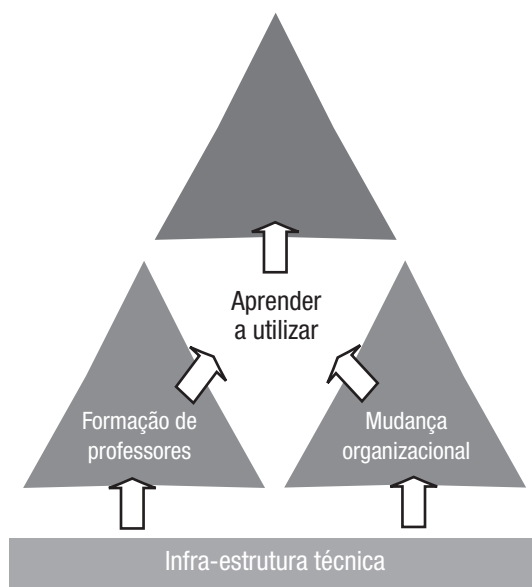 Aprender
a utilizar
Formação de
professores
Mudança
organizacional
Infra-estrutura técnica